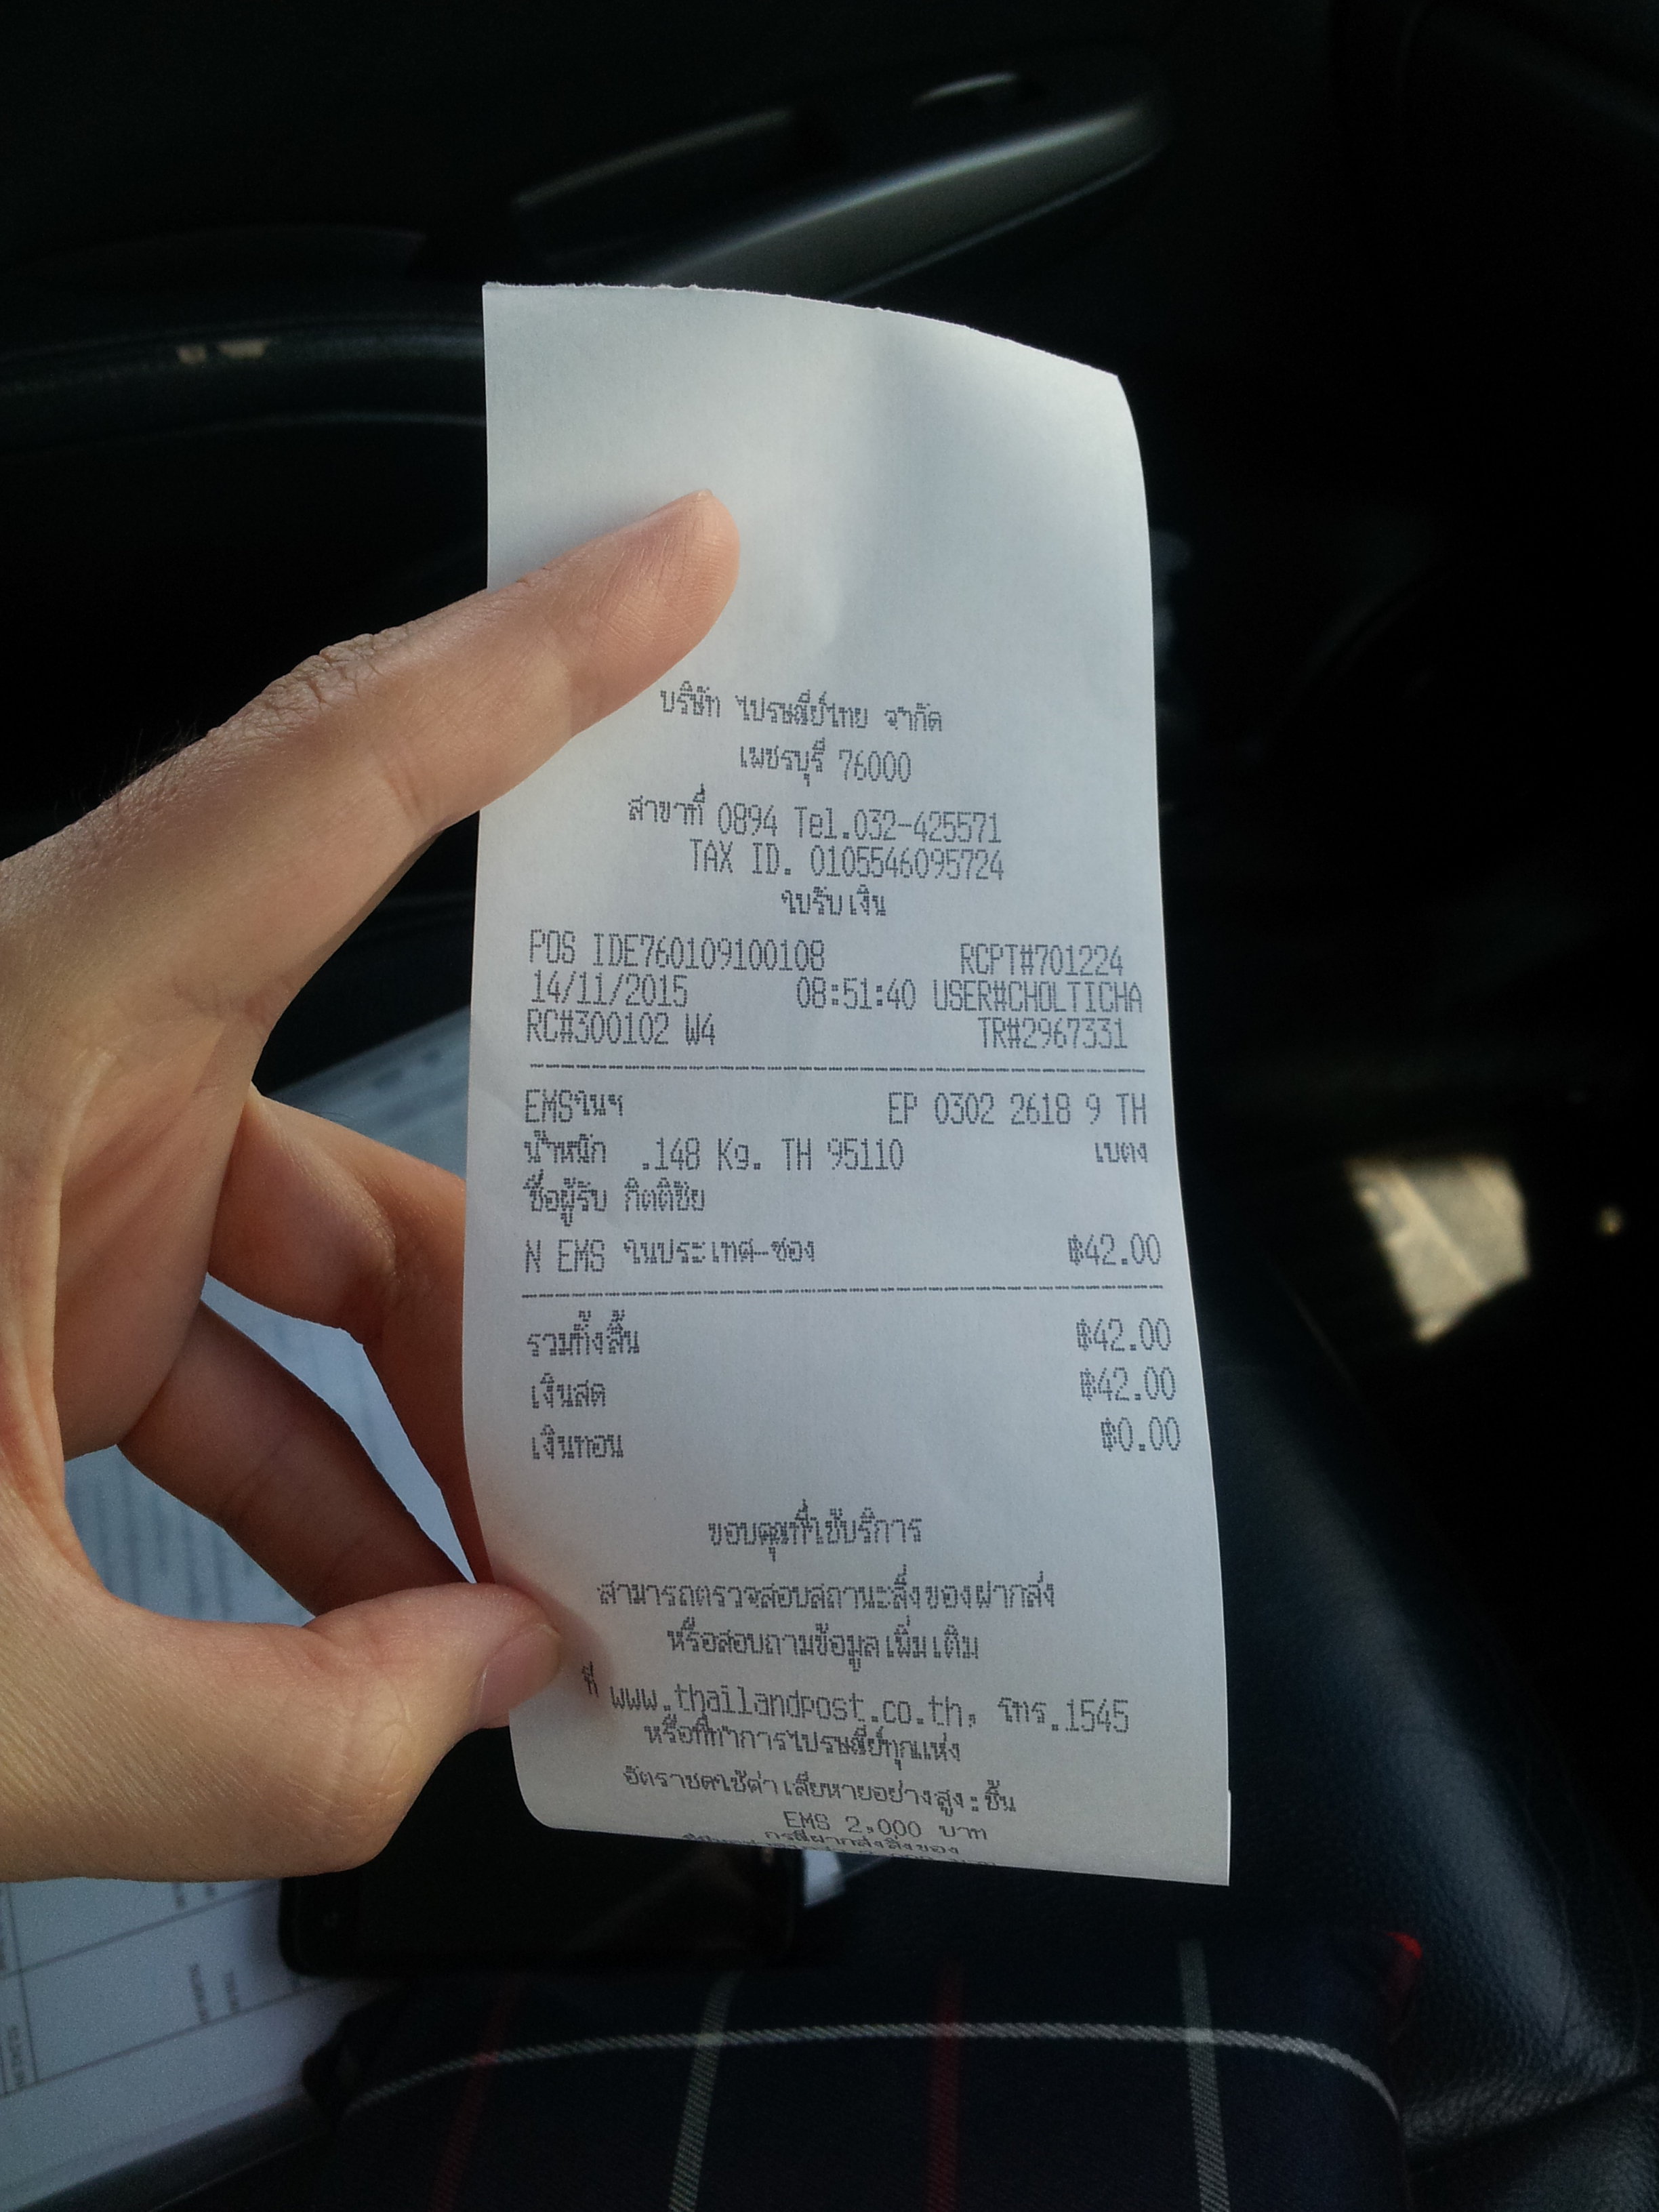 บริษัท ไปรษณีย์ไทย จำกัด
เพชรบุรี 76000
สาขาที่ 0894 Tel.032-425571
TAX ID. 0105546095724
ใบรับเงิน
POS IDE760109100108 RCPT#701224
14/11/2015 08:51:40 USER#CHOLTICHA
RC#300102 W4 TR#2967331
EMSในฯ EP 0302 2618 9 TH
น้ำหนัก .148 Kg. TH 95110 เบตง
ชื่อผู้รับ กิตติชัย
N EMS ในประเทศ-ซอง ฿42.00
รวมทั้งสิ้น ฿42.00
เงินสด ฿42.00
เงินทอน ฿0.00
ขอบคุณที่ใช้บริการ
สามารถตรวจสอบสถานะสิ่งของฝากส่ง
หรือสอบถามข้อมูลเพิ่มเติม
ที่ www.thailandpost.co.th, โทร.1545
หรือที่ทำการไปรษณีย์ทุกแห่ง
อัตราชดใช้ค่าเสียหายอย่างสูง:ชิ้น
EMS 2,000 บาท
กรณีฝากส่งสิ่งของ